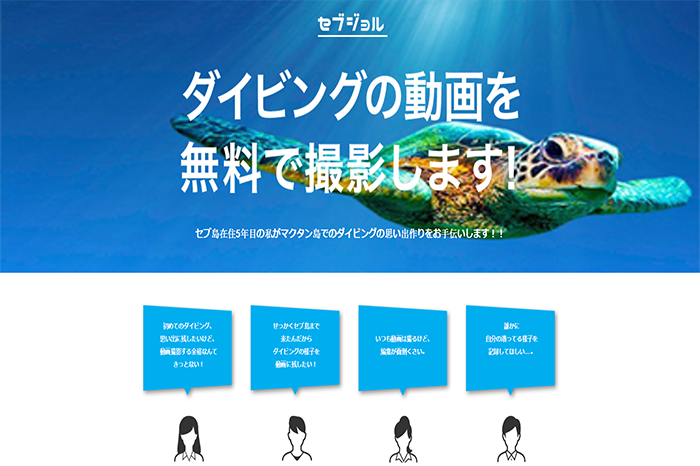 セブジョル
ダイビングの動画を
無料で撮影します!
セブ島在住5年目の私がマクタン島でのダイビングの思い出作りをお手伝いします！！
初めてのダイビング、
思い出に残したいけど、
動画撮影する余裕なんて
きっとない！
せっかくセブ島まで
来たんだから
ダイビングの様子を
動画に残したい！
いつも動画は撮るけど、
編集が面倒くさい。
誰かに
自分の潜ってる様子を
記録してほしい…。